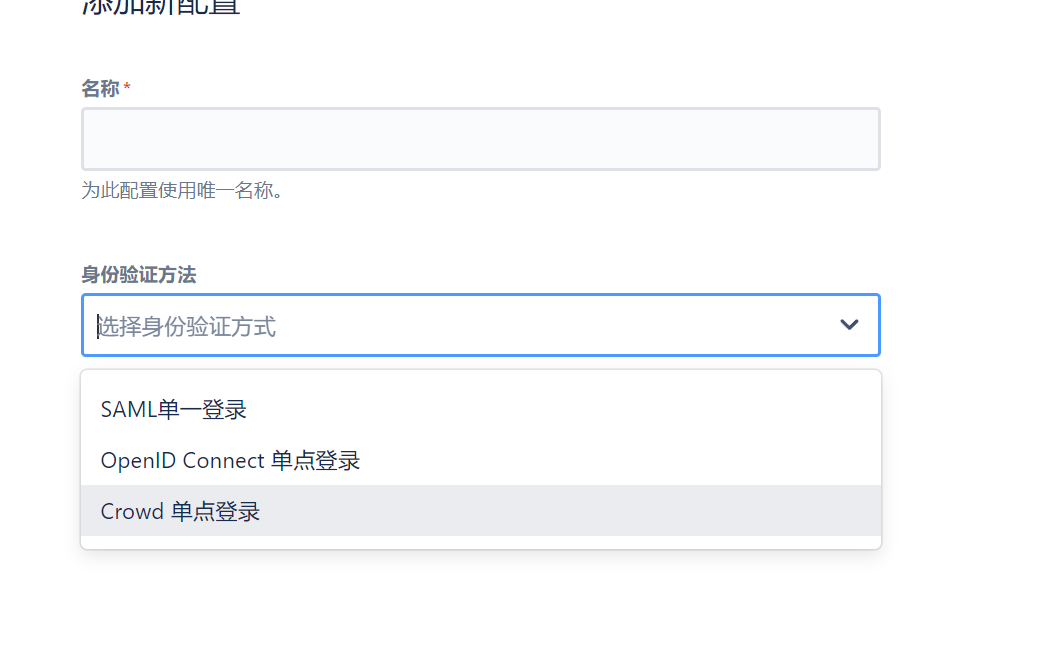 添加新配置
名称 *
为此配置使用唯一名称。
身份验证方法
选择身份验证方式
SAML单一登录
OpenID Connect 单点登录
Crowd 单点登录